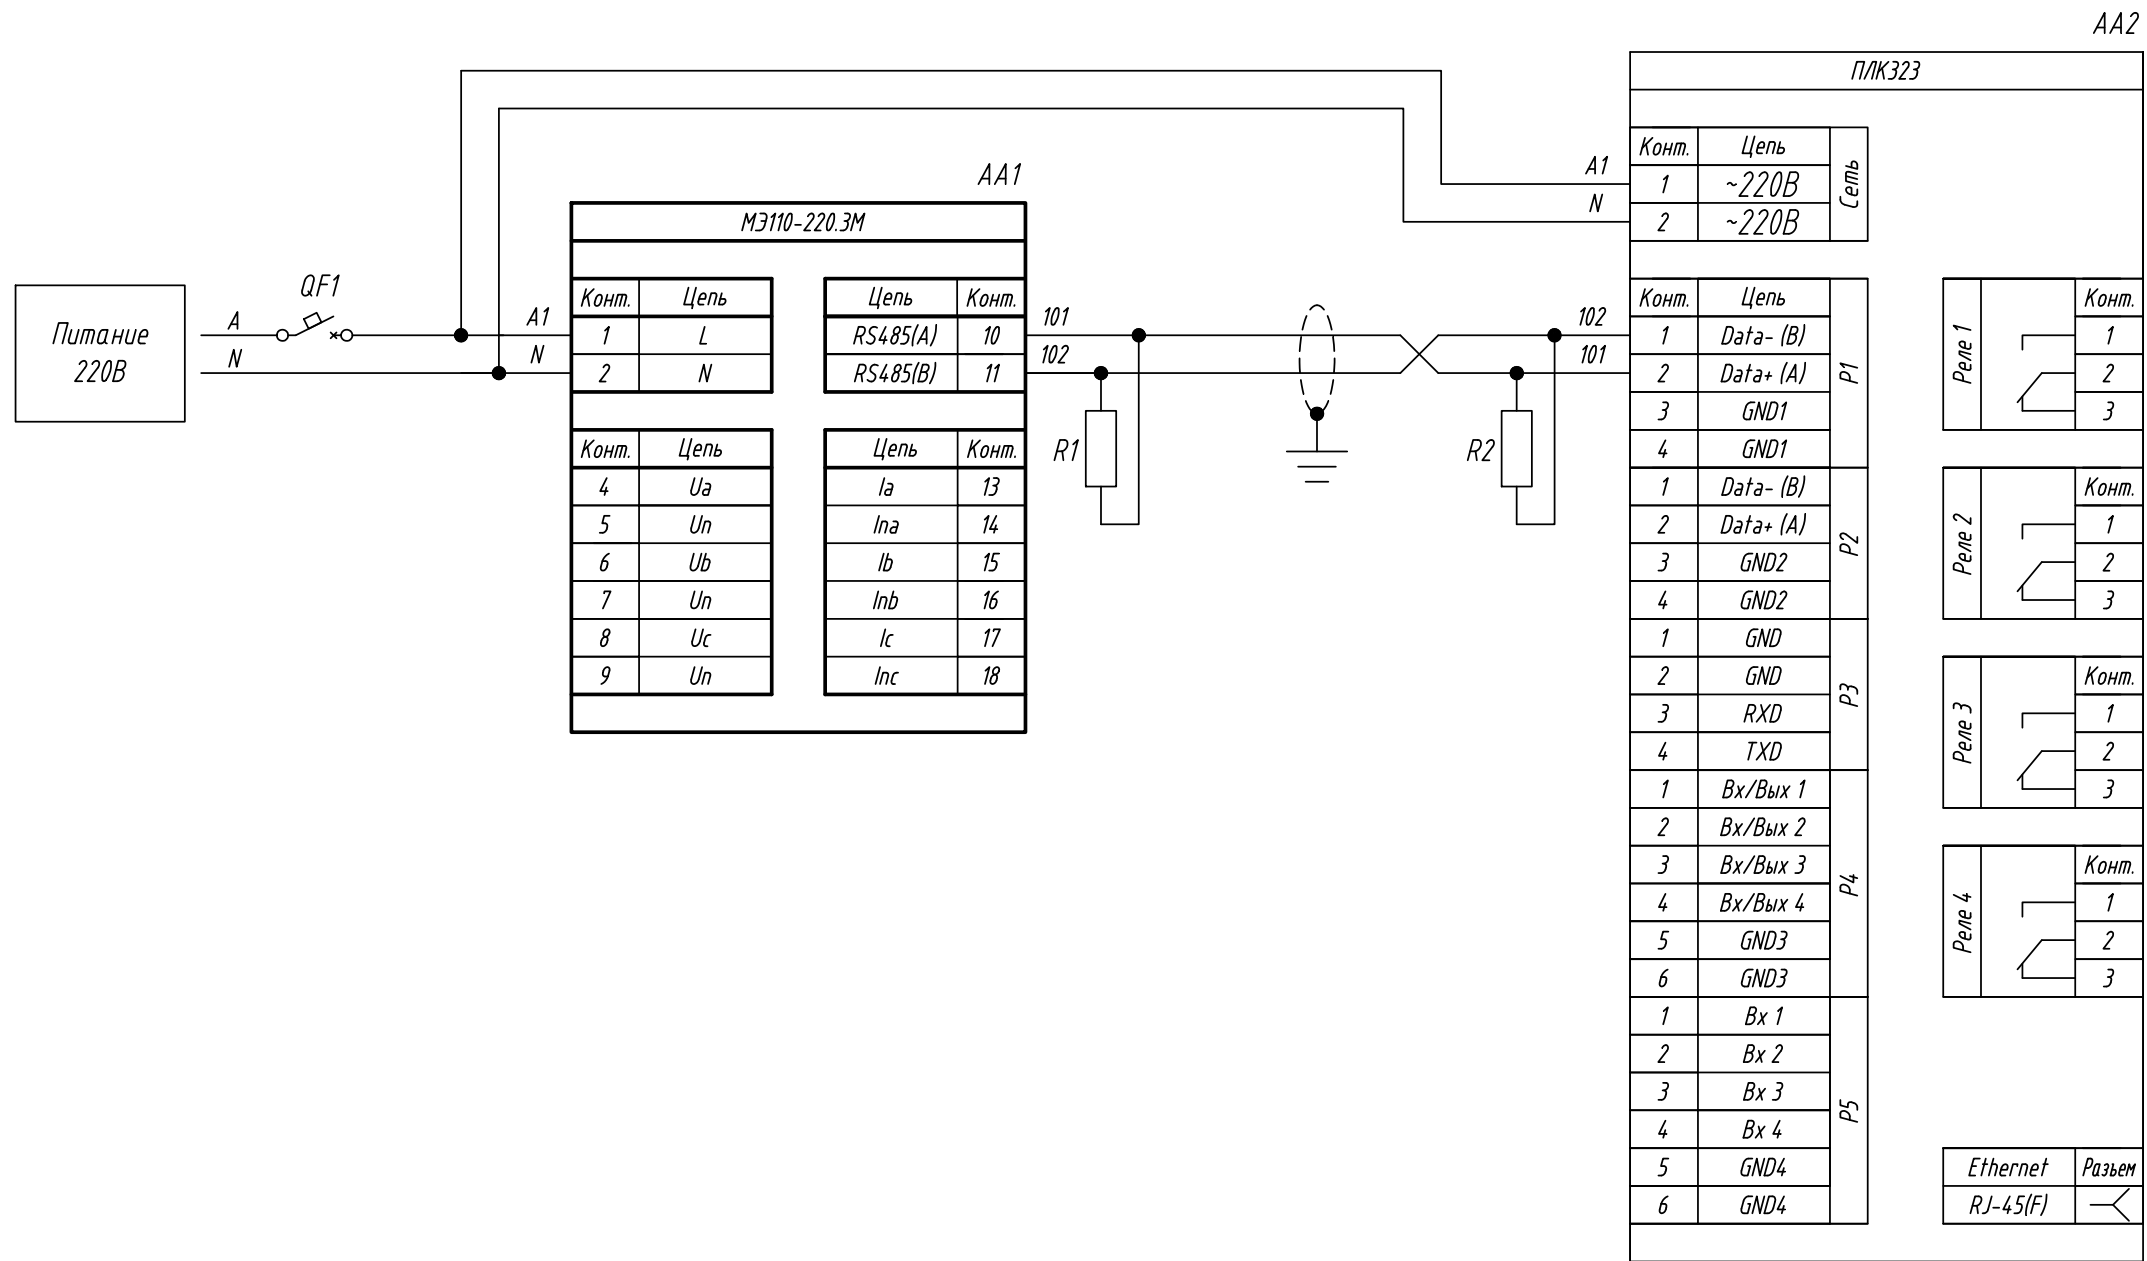 AA2
ПЛК323
Конт. Цепь
1 ~220В
2 ~220В
Сеть
A1
N
AA1
МЭ110-220.3М
Конт. Цепь
1 L
2 N
Цепь Конт.
RS485(A) 10
RS485(B) 11
Конт. Цепь
4 Ua
5 Un
6 Ub
7 Un
8 Uc
9 Un
Цепь Конт.
Ia 13
Ina 14
Ib 15
Inb 16
Ic 17
Inc 18
Питание
220В
A
N
QF1
A1
N
101
102
R1
R2
102
101
Конт. Цепь
1 Data- (B)
2 Data+ (A)
3 GND1
4 GND1
P1
1 Data- (B)
2 Data+ (A)
3 GND2
4 GND2
P2
1 GND
2 GND
3 RXD
4 TXD
P3
1 Вх/Вых 1
2 Вх/Вых 2
3 Вх/Вых 3
4 Вх/Вых 4
5 GND3
6 GND3
P4
1 Вх 1
2 Вх 2
3 Вх 3
4 Вх 4
5 GND4
6 GND4
P5
Реле 1
Конт.
1
2
3
Реле 2
Конт.
1
2
3
Реле 3
Конт.
1
2
3
Реле 4
Конт.
1
2
3
Ethernet Разьем
RJ-45(F)